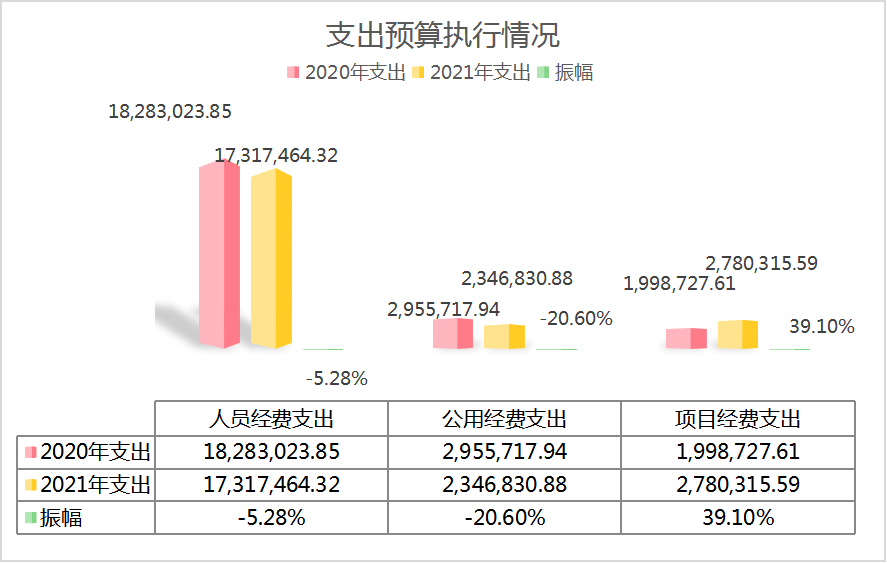 支出预算执行情况
2020年支出 2021年支出 振幅
18,283,023.85
17,317,464.32
2,955,717.94
2,346,830.88
1,998,727.61
2,780,315.59
-5.28%
-20.60%
39.10%
人员经费支出 公用经费支出 项目经费支出
2020年支出 18,283,023.85 2,955,717.94 1,998,727.61
2021年支出 17,317,464.32 2,346,830.88 2,780,315.59
振幅 -5.28% -20.60% 39.10%